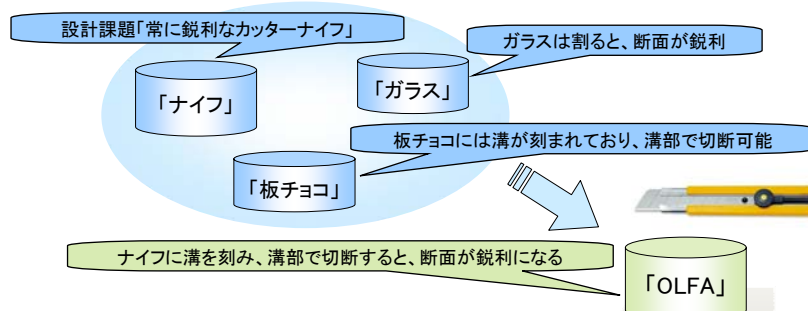 設計課題「常に鋭利なカッターナイフ」
ガラスは割ると、断面が鋭利
「ナイフ」
「ガラス」
板チョコには溝が刻まれており、溝部で切断可能
「板チョコ」
ナイフに溝を刻み、溝部で切断すると、断面が鋭利になる
「OLFA」